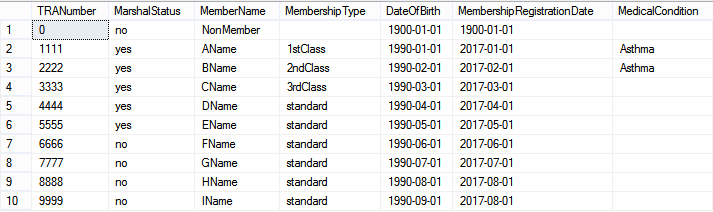 TRANumber MarshalStatus MemberName MembershipType DateOfBirth MembershipRegistrationDate MedicalCondition
1 0 no NonMember 1900-01-01 1900-01-01
2 1111 yes AName 1stClass 1990-01-01 2017-01-01 Asthma
3 2222 yes BName 2ndClass 1990-02-01 2017-02-01 Asthma
4 3333 yes CName 3rdClass 1990-03-01 2017-03-01
5 4444 yes DName standard 1990-04-01 2017-04-01
6 5555 yes EName standard 1990-05-01 2017-05-01
7 6666 no FName standard 1990-06-01 2017-06-01
8 7777 no GName standard 1990-07-01 2017-07-01
9 8888 no HName standard 1990-08-01 2017-08-01
10 9999 no IName standard 1990-09-01 2017-08-01